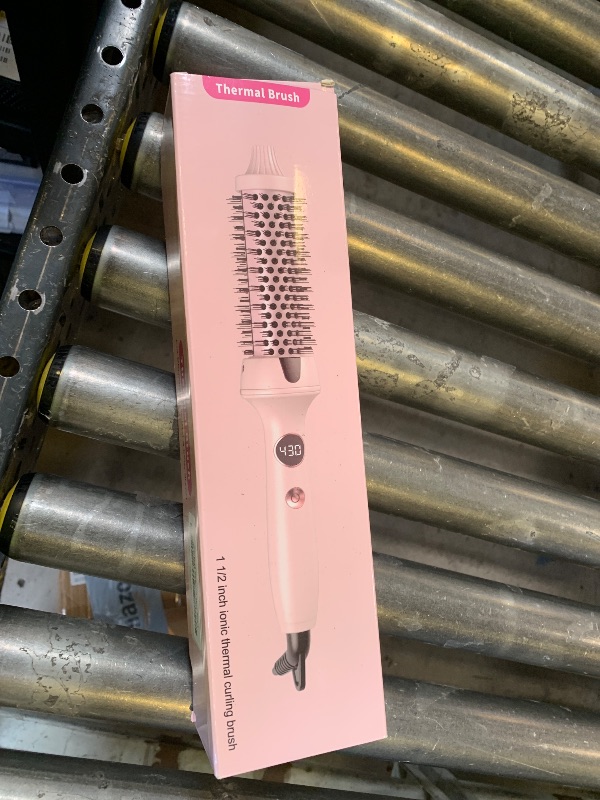 Thermal Brush
430
1 1/2 inch ionic thermal curling brush